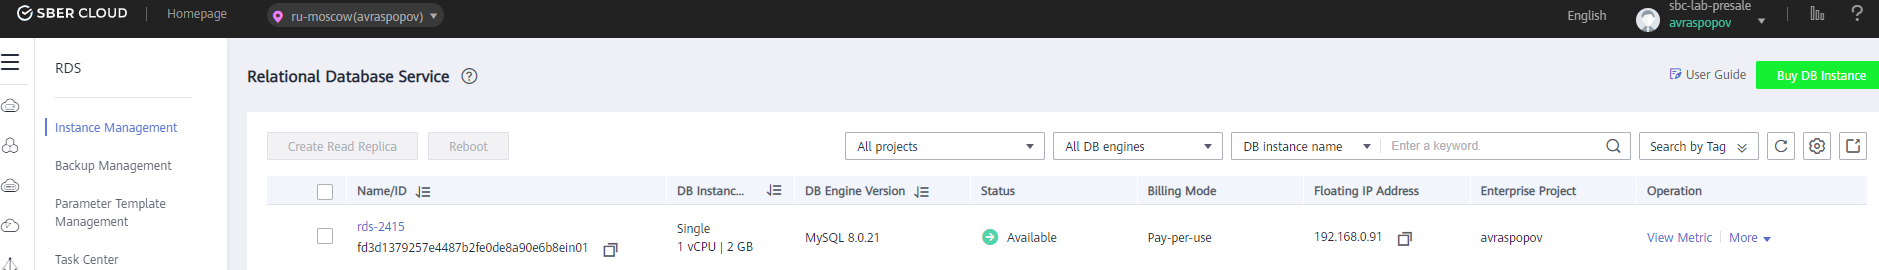 SBER CLOUD
Homepage
ru-moscow(avraspopov)
English
sbc-lab-presale
avraspopov
RDS
Instance Management
Backup Management
Parameter Template
Management
Task Center
Relational Database Service
User Guide
Buy DB Instance
Create Read Replica
Reboot
All projects
All DB engines
DB instance name
Enter a keyword.
Search by Tag
Name/ID
DB Instanc...
DB Engine Version
Status
Billing Mode
Floating IP Address
Enterprise Project
Operation
rds-2415
fd3d1379257e4487b2fe0de8a90e6b8ein01
Single
1 vCPU | 2 GB
MySQL 8.0.21
Available
Pay-per-use
192.168.0.91
avraspopov
View Metric
More